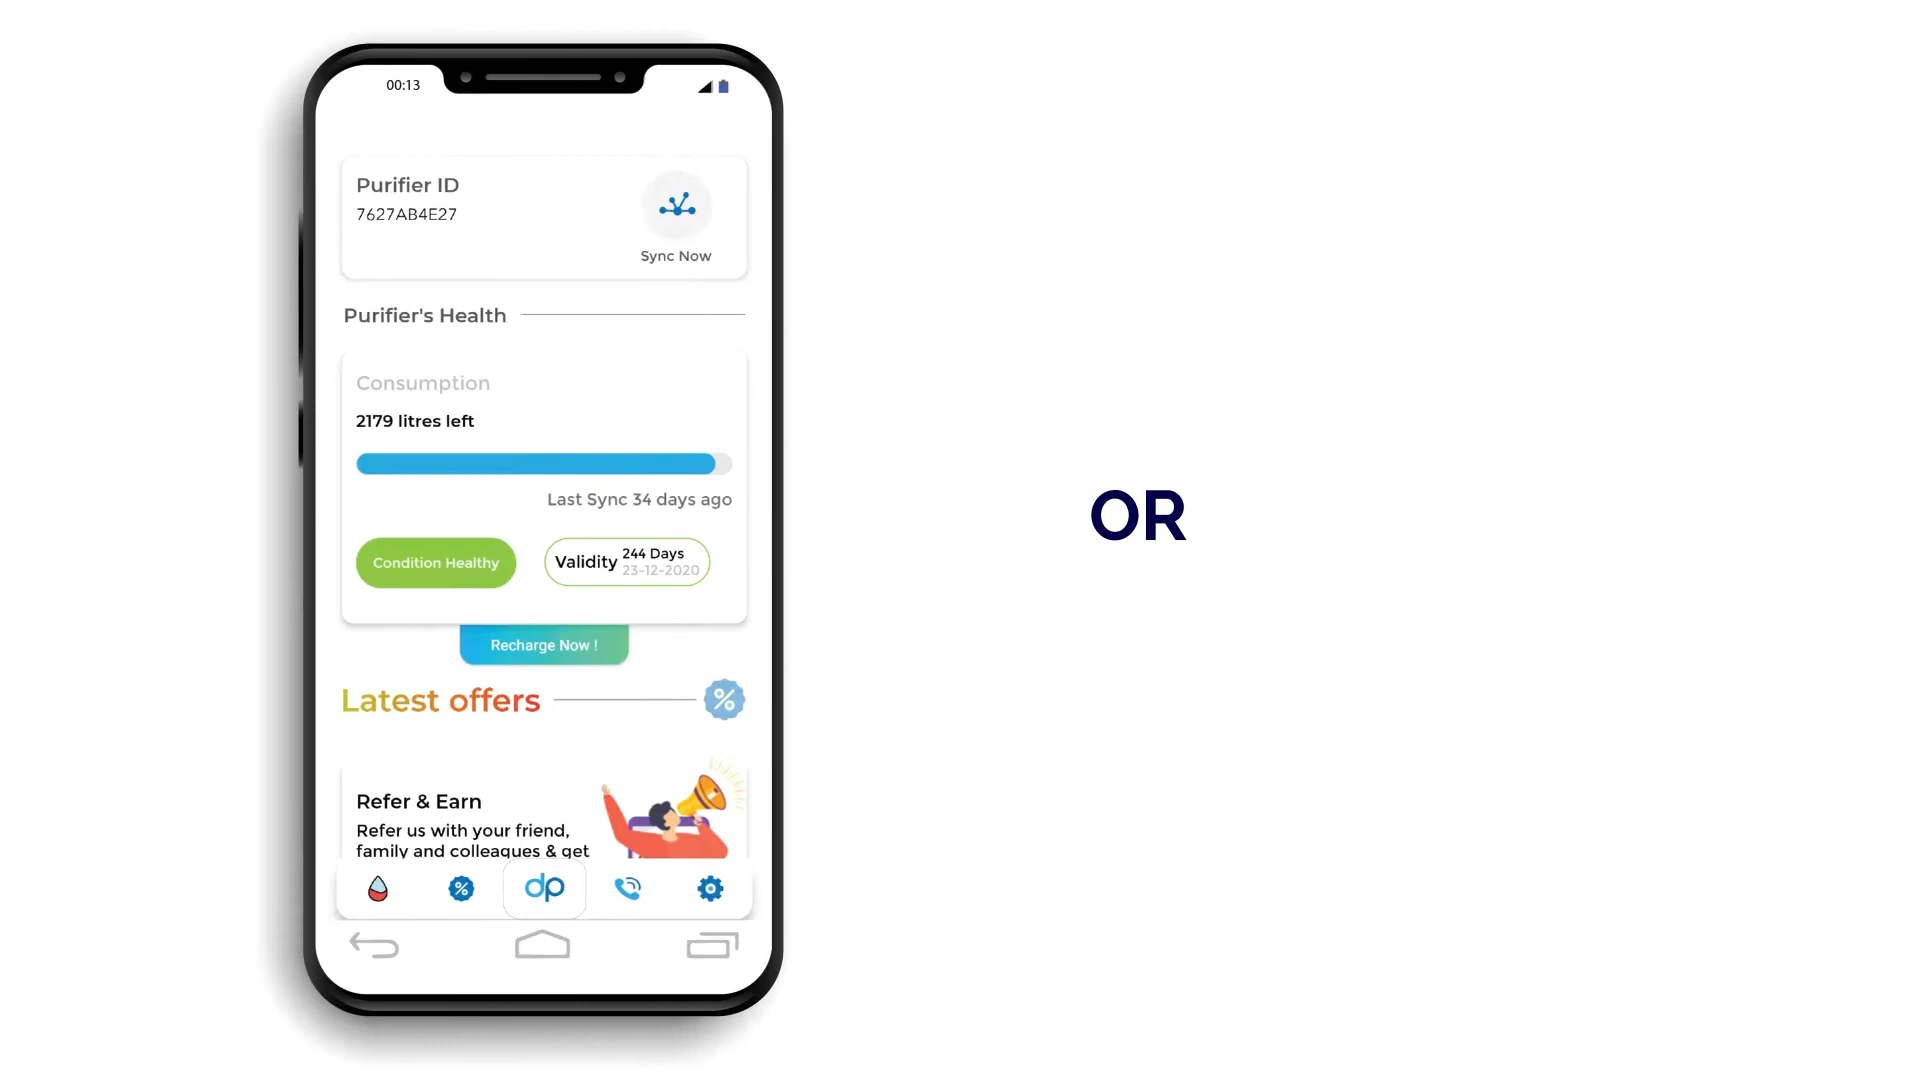 00:13
Purifier ID
7627AB4E27
Sync Now
Purifier's Health
Consumption
2179 litres left
Last Sync 34 days ago
Condition Healthy
Validity
244 Days
23-12-2020
Recharge Now !
Latest offers
%
Refer & Earn
Refer us with your friend,
family and colleagues & get
%
dp
OR